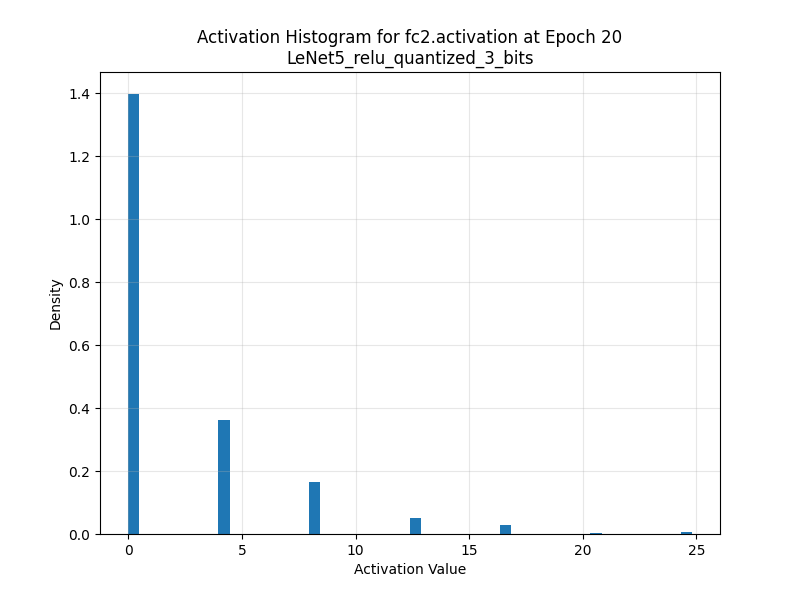 Activation Histogram for fc2.activation at Epoch 20
LeNet5_relu_quantized_3_bits
1.4
1.2
1.0
0.8
0.6
0.4
0.2
0.0
Density
0 5 10 15 20 25
Activation Value